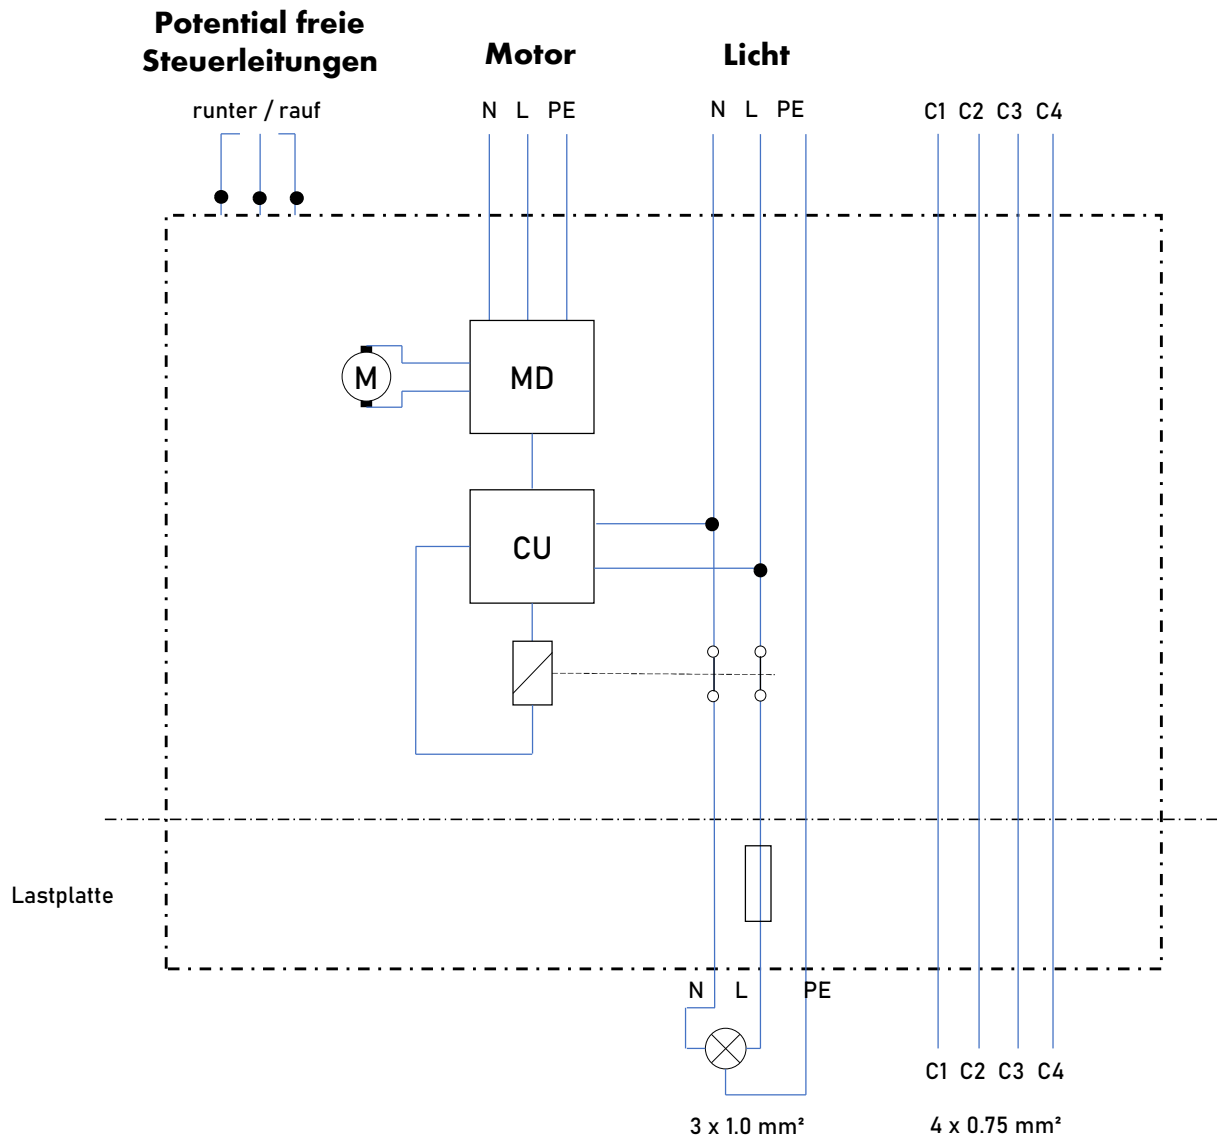 Potential freie
Steuerleitungen
Motor
Licht
runter / rauf
N L PE
N L PE
C1 C2 C3 C4
M
MD
CU
Lastplatte
N L PE
C1 C2 C3 C4
3 x 1.0 mm²
4 x 0.75 mm²